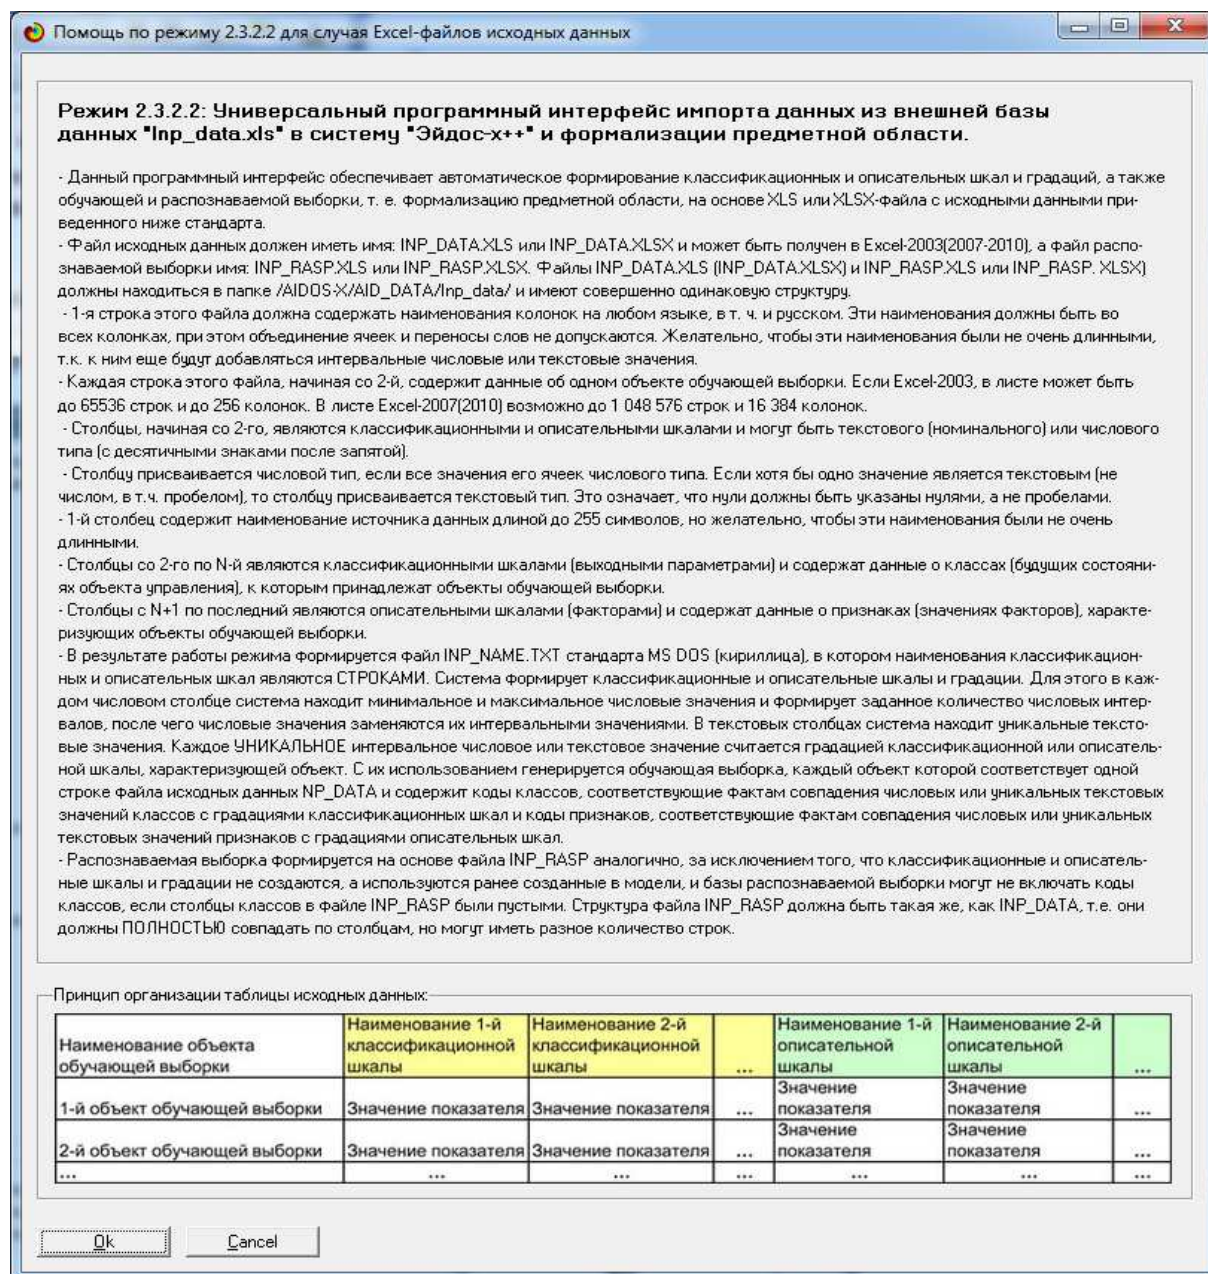 Помощь по режиму 2.3.2.2 для случая Excel-файлов исходных данных
Режим 2.3.2.2: Универсальный программный интерфейс импорта данных из внешней базы
данных "Inp_data.xls" в систему "Эйдос-х++" и формализации предметной области.
- Данный программный интерфейс обеспечивает автоматическое формирование классификационных и описательных шкал и градаций, а также
обучающей и распознаваемой выборки, т. е. формализацию предметной области, на основе XLS или XLSX-файла с исходными данными при-
веденного ниже стандарта.
- Файл исходных данных должен иметь имя: INP_DATA.XLS или INP_DATA.XLSX и может быть получен в Excel-2003(2007-2010), а файл распо-
знаваемой выборки имя: INP_RASP.XLS или INP_RASP.XLSX. Файлы INP_DATA.XLS (INP_DATA.XLSX) и INP_RASP.XLS или INP_RASP. XLSX)
должны находиться в папке /AIDOS-X/AID_DATA/Inp_data/ и имеют совершенно одинаковую структуру.
- 1-я строка этого файла должна содержать наименования колонок на любом языке, в т. ч. и русском. Эти наименования должны быть во
всех колонках, при этом объединение ячеек и переносы слов не допускаются. Желательно, чтобы эти наименования были не очень длинными,
т.к. к ним еще будут добавляться интервальные числовые или текстовые значения.
- Каждая строка этого файла, начиная со 2-й, содержит данные об одном объекте обучающей выборки. Если Excel-2003, в листе может быть
до 65536 строк и до 256 колонок. В листе Excel-2007(2010) возможно до 1 048 576 строк и 16 384 колонок.
- Столбцы, начиная со 2-го, являются классификационными и описательными шкалами и могут быть текстового (номинального) или числового
типа (с десятичными знаками после запятой).
- Столбцу присваивается числовой тип, если все значения его ячеек числового типа. Если хотя бы одно значение является текстовым (не
числом, в т.ч. пробелом), то столбцу присваивается текстовый тип. Это означает, что нули должны быть указаны нулями, а не пробелами.
- 1-й столбец содержит наименование источника данных длиной до 255 символов, но желательно, чтобы эти наименования были не очень
длинными.
- Столбцы со 2-го по N-й являются классификационными шкалами (выходными параметрами) и содержат данные о классах (будущих состояни-
ях объекта управления), к которым принадлежат объекты обучающей выборки.
- Столбцы с N+1 по последний являются описательными шкалами (факторами) и содержат данные о признаках (значениях факторов), характе-
ризующих объекты обучающей выборки.
- В результате работы режима формируется файл INP_NAME.TXT стандарта MS DOS (кириллица), в котором наименования классификацион-
ных и описательных шкал являются СТРОКАМИ. Система формирует классификационные и описательные шкалы и градации. Для этого в каж-
дом числовом столбце система находит минимальное и максимальное числовые значения и формирует заданное количество числовых интер-
валов, после чего числовые значения заменяются их интервальными значениями. В текстовых столбцах система находит уникальные тексто-
вые значения. Каждое УНИКАЛЬНОЕ интервальное числовое или текстовое значение считается градацией классификационной или описатель-
ной шкалы, характеризующей объект. С их использованием генерируется обучающая выборка, каждый объект которой соответствует одной
строке файла исходных данных NP_DATA и содержит коды классов, соответствующие фактам совпадения числовых или уникальных текстовых
значений классов с градациями классификационных шкал и коды признаков, соответствующие фактам совпадения числовых или уникальных
текстовых значений признаков с градациями описательных шкал.
- Распознаваемая выборка формируется на основе файла INP_RASP аналогично, за исключением того, что классификационные и описатель-
ные шкалы и градации не создаются, а используются ранее созданные в модели, и базы распознаваемой выборки могут не включать коды
классов, если столбцы классов в файле INP_RASP были пустыми. Структура файла INP_RASP должна быть такая же, как INP_DATA, т.е. они
должны ПОЛНОСТЬЮ совпадать по столбцам, но могут иметь разное количество строк.
Принцип организации таблицы исходных данных:
Наименование 1-й Наименование 2-й Наименование 1-й Наименование 2-й
Наименование объекта классификационной классификационной описательной описательной
обучающей выборки шкалы шкалы ... шкалы шкалы ...
Значение Значение
1-й объект обучающей выборки Значение показателя Значение показателя ... показателя показателя ...
Значение Значение
2-й объект обучающей выборки Значение показателя Значение показателя ... показателя показателя ...
... ... ... ... ... ... ...
Ok Cancel